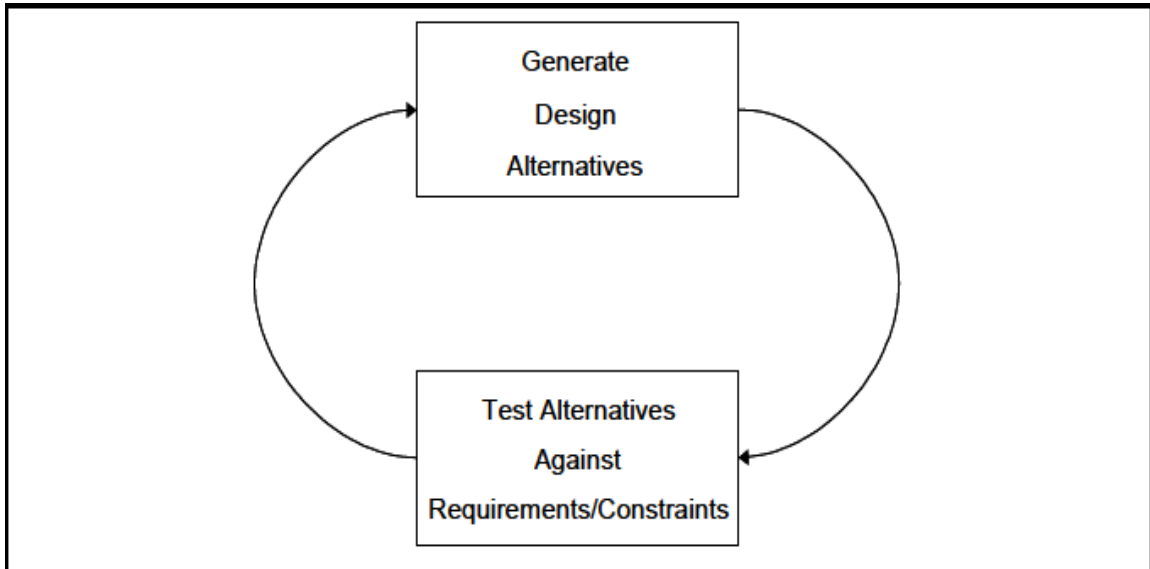 Generate
Design
Alternatives
Test Alternatives
Against
Requirements/Constraints